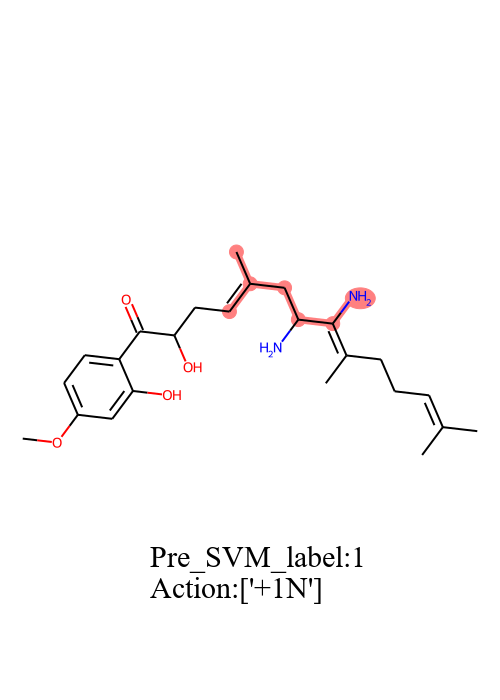 NH2
O
H2N
OH
OH
O
Pre_SVM_label:1
Action:['+1N']